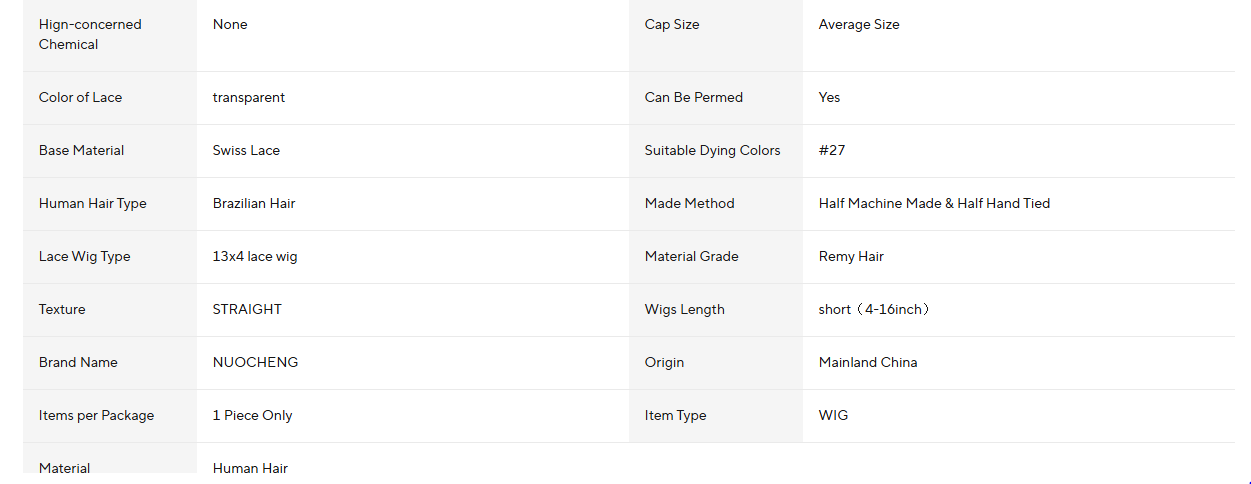 Hign-concerned
Chemical
None
Cap Size
Average Size
Color of Lace
transparent
Can Be Permed
Yes
Base Material
Swiss Lace
Suitable Dying Colors
#27
Human Hair Type
Brazilian Hair
Made Method
Half Machine Made & Half Hand Tied
Lace Wig Type
13x4 lace wig
Material Grade
Remy Hair
Texture
STRAIGHT
Wigs Length
short（4-16inch）
Brand Name
NUOCHENG
Origin
Mainland China
Items per Package
1 Piece Only
Item Type
WIG
Material
Human Hair